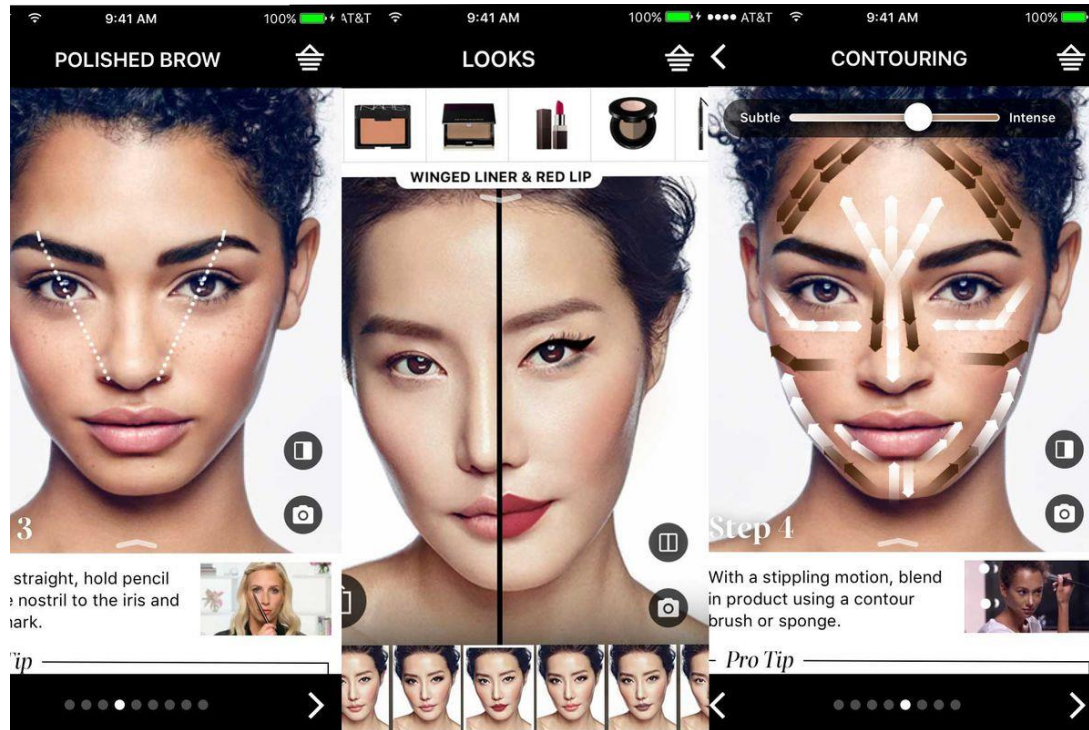 9:41 AM
100%
POLISHED BROW
3
straight, hold pencil
nostril to the iris and
ip
AT&T
9:41 AM
100%
LOOKS
WINGED LINER & RED LIP
AT&T
9:41 AM
100%
CONTOURING
Subtle
Intense
Step 4
With a stippling motion, blend
in product using a contour
brush or sponge.
Pro Tip